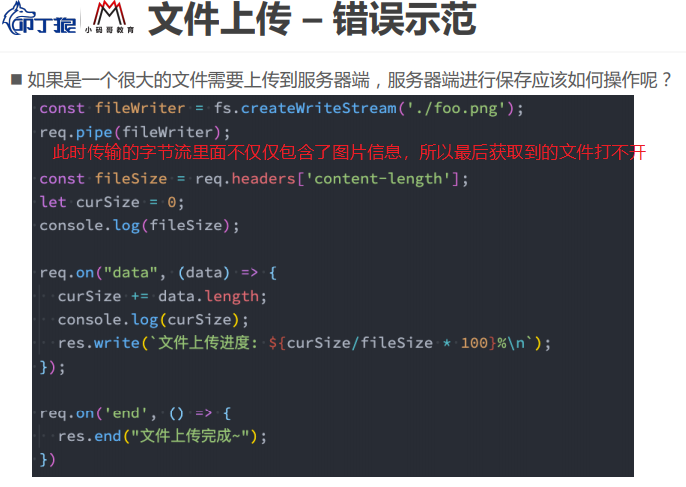 叩丁狼
小码哥教育
文件上传 – 错误示范
如果是一个很大的文件需要上传到服务器端，服务器端进行保存应该如何操作呢？
const fileWriter = fs.createWriteStream('./foo.png');
req.pipe(fileWriter);
此时传输的字节流里面不仅仅包含了图片信息，所以最后获取到的文件打不开
const fileSize = req.headers['content-length'];
let curSize = 0;
console.log(fileSize);
req.on("data", (data) => {
curSize += data.length;
console.log(curSize);
res.write(`文件上传进度: ${curSize/fileSize * 100}%\n`);
});
req.on('end', () => {
res.end("文件上传完成~");
})